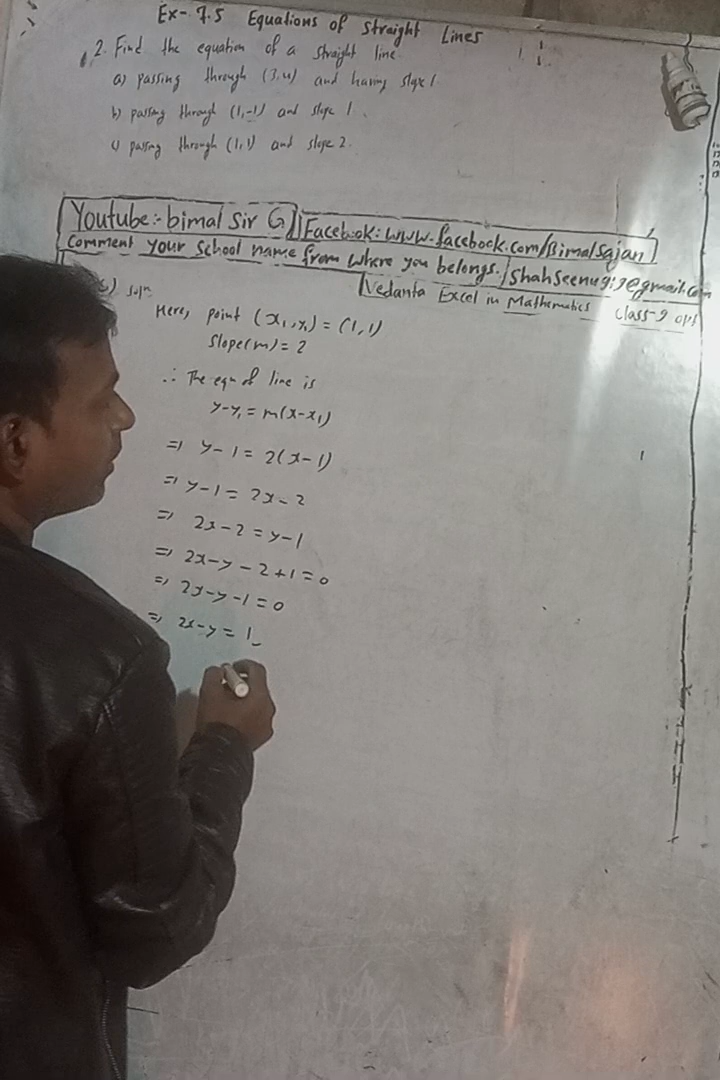 Ex- 7.5 Equations of Straight Lines
2. Find the equation of a straight line.
a) passing through (3,4) and having slope 1
b) passing through (1,-1) and slope 1.
c) passing through (1,1) and slope 2.
Youtube:- bimal sir G
Facebook: www.facebook.com/Bimalsajan
Comment your school name from where you belongs.
Vedanta Excel in Mathematics Class-9 opt
c) soln
Here, point (x₁,y₁) = (1,1)
Slope(m) = 2
∴ The eqn of line is
y-y₁ = m(x-x₁)
⇒ y-1 = 2(x-1)
⇒ y-1 = 2x-2
⇒ 2x-2 = y-1
⇒ 2x-y-2+1=0
⇒ 2x-y-1=0
⇒ 2x-y = 1